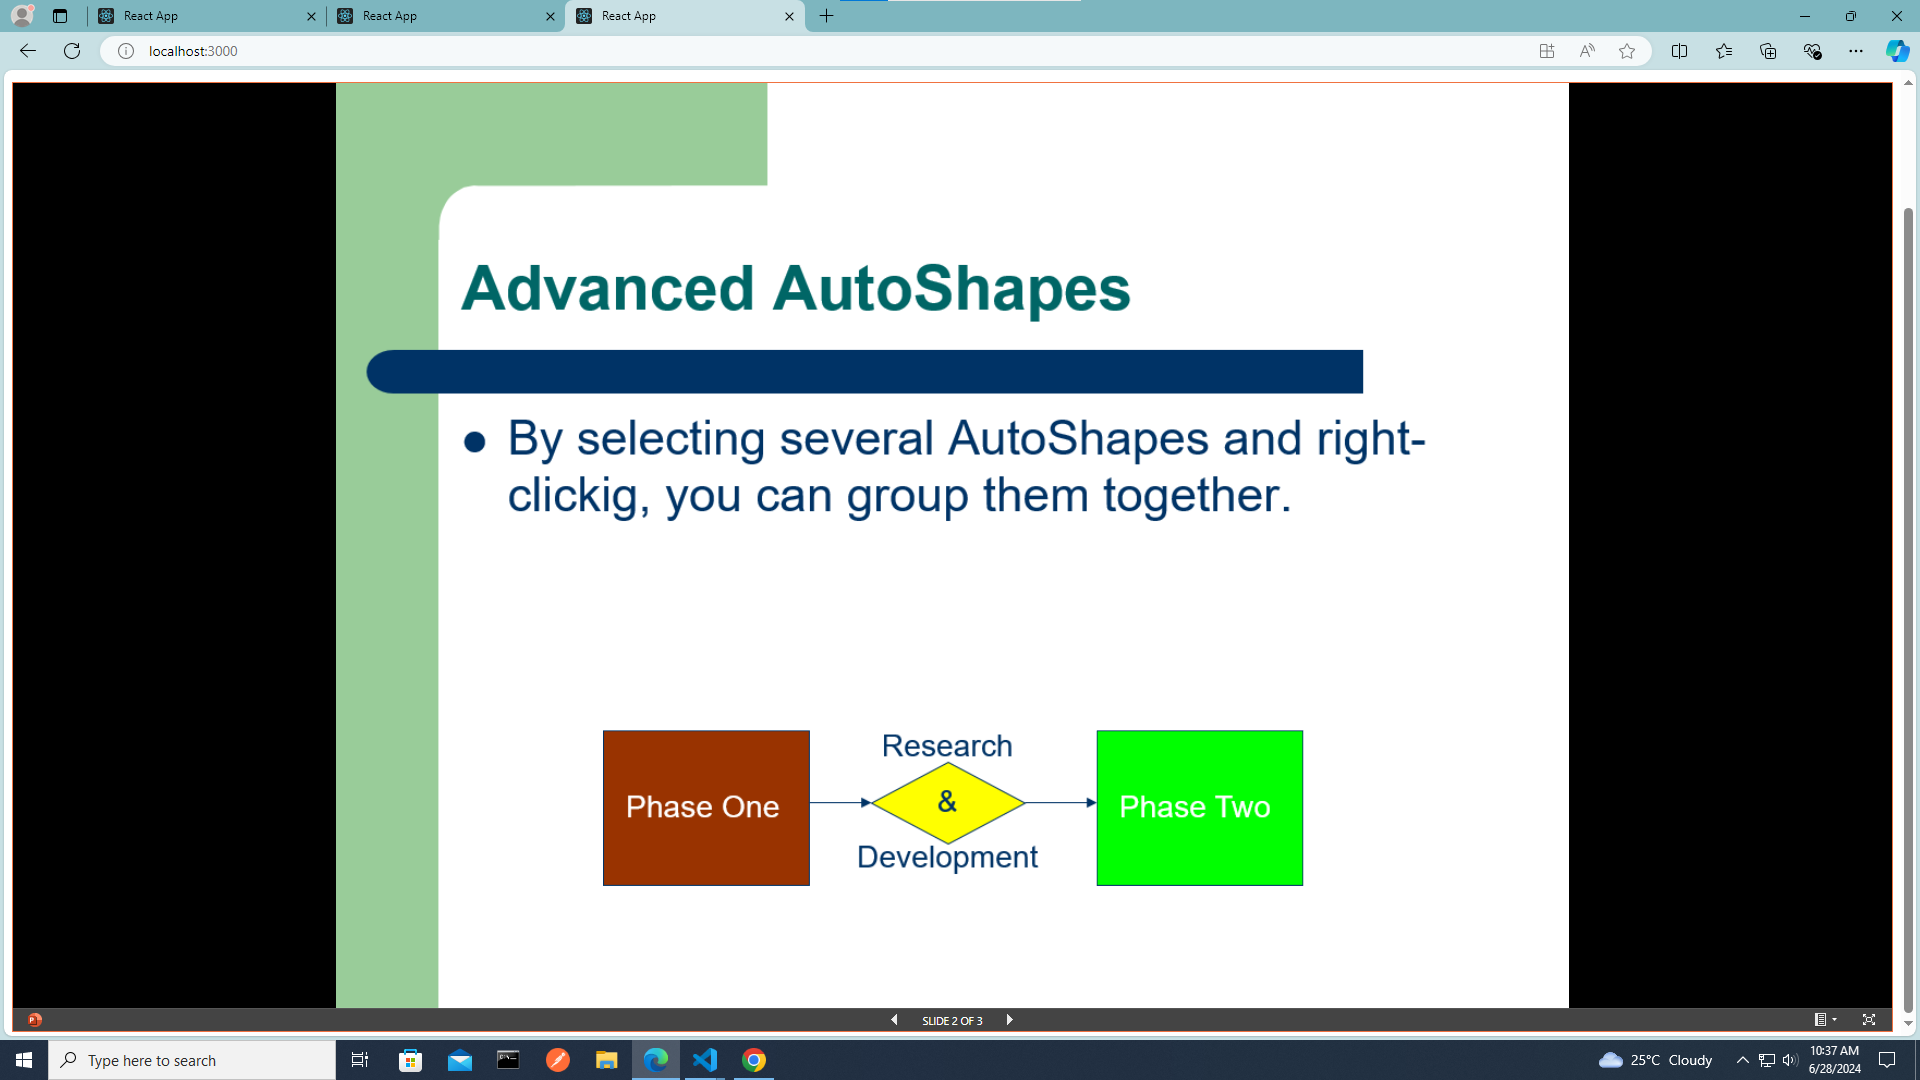 React App
React App
React App
localhost:3000
Advanced AutoShapes
● By selecting several AutoShapes and right-
clickig, you can group them together.
Research
Phase One
&
Phase Two
Development
SLIDE 2 OF 3
Type here to search
25°C Cloudy
10:37 AM
6/28/2024